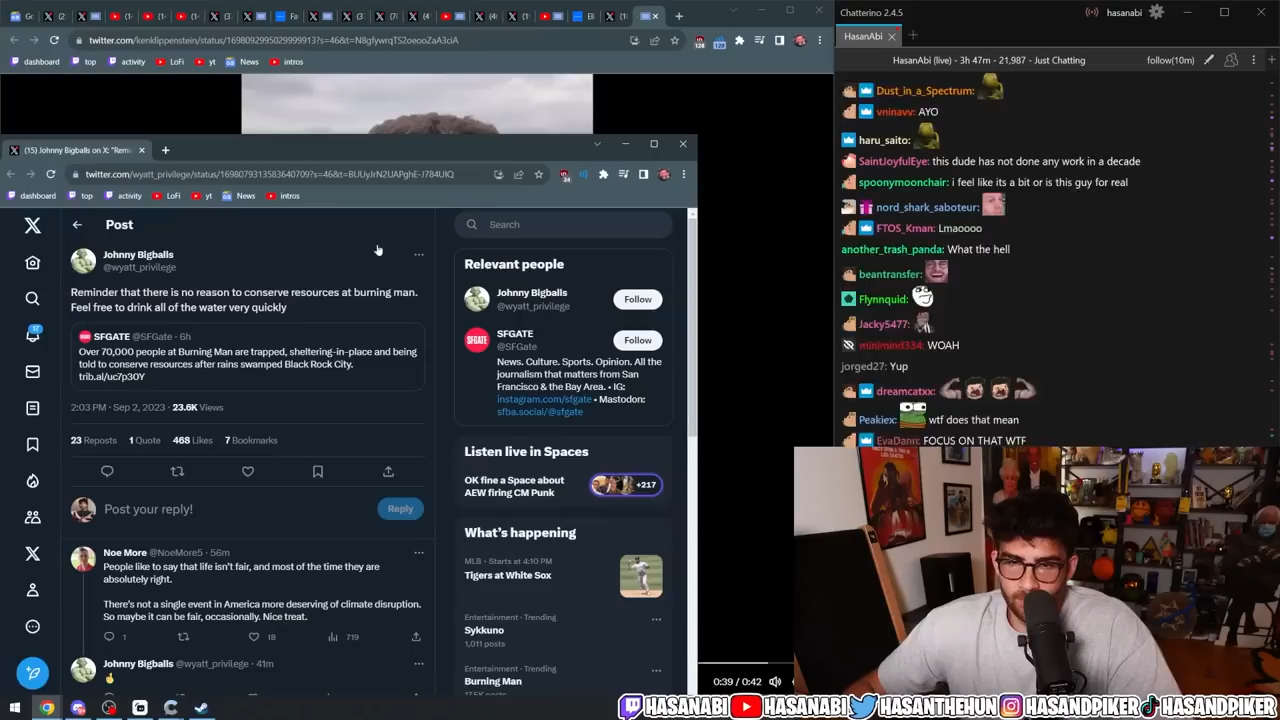 twitter.com/kenklippenstein/status/1698092995029999913?s=46&t=N8gfywrqTS2oeooZaA3ciA
dashboard
top
activity
LoFi
yt
News
intros
(15) Johnny Bigballs on X: "Remi
twitter.com/wyatt_privilege/status/1698079313583640709?s=46&t=BUUyJrN2UAPghE-J784UIQ
dashboard
top
activity
LoFi
yt
News
intros
Post
Johnny Bigballs
@wyatt_privilege
Reminder that there is no reason to conserve resources at burning man.
Feel free to drink all of the water very quickly
SFGATE @SFGate · 6h
Over 70,000 people at Burning Man are trapped, sheltering-in-place and being
told to conserve resources after rains swamped Black Rock City.
trib.al/uc7p3OY
2:03 PM · Sep 2, 2023 · 23.6K Views
23 Reposts 1 Quote 468 Likes 7 Bookmarks
Post your reply!
Reply
Noe More @NoeMore5 · 56m
People like to say that life isn't fair, and most of the time they are
absolutely right.
There's not a single event in America more deserving of climate disruption.
So maybe it can be fair, occasionally. Nice treat.
1
18
719
Johnny Bigballs @wyatt_privilege · 41m
17
Search
Relevant people
Johnny Bigballs
@wyatt_privilege
Follow
SFGATE
@SFGate
Follow
News. Culture. Sports. Opinion. All the
journalism that matters from San
Francisco & the Bay Area. • IG:
instagram.com/sfgate • Mastodon:
sfba.social/@sfgate
Listen live in Spaces
OK fine a Space about
AEW firing CM Punk
+217
What's happening
MLB · Starts at 4:10 PM
Tigers at White Sox
Entertainment · Trending
Sykkuno
1,011 posts
Entertainment · Trending
Burning Man
0:39 / 0:42
Chatterino 2.4.5
hasanabi
HasanAbi
HasanAbi (live) - 3h 47m - 21,987 - Just Chatting
follow(10m)
Dust_in_a_Spectrum:
vninavv: AYO
haru_saito:
SaintJoyfulEye: this dude has not done any work in a decade
spoonymoonchair: i feel like its a bit or is this guy for real
nord_shark_saboteur:
FTOS_Kman: Lmaoooo
another_trash_panda: What the hell
beantransfer:
Flynnquid:
Jacky5477:
minimind334: WOAH
jorged27: Yup
dreamcatxx:
Peakiex: wtf does that mean
EvaDann: FOCUS ON THAT WTF
HASANABI
HASANABI
HASANTHEHUN
HASANDPIKER
HASANDPIKER